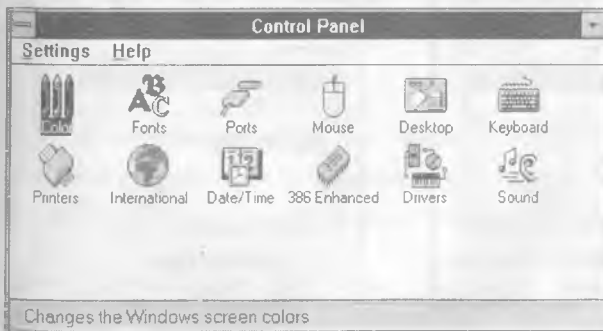 Control Panel
Settings Help
Color Fonts Ports Mouse Desktop Keyboard
Printers International Date/Time 386 Enhanced Drivers Sound
Changes the Windows screen colors